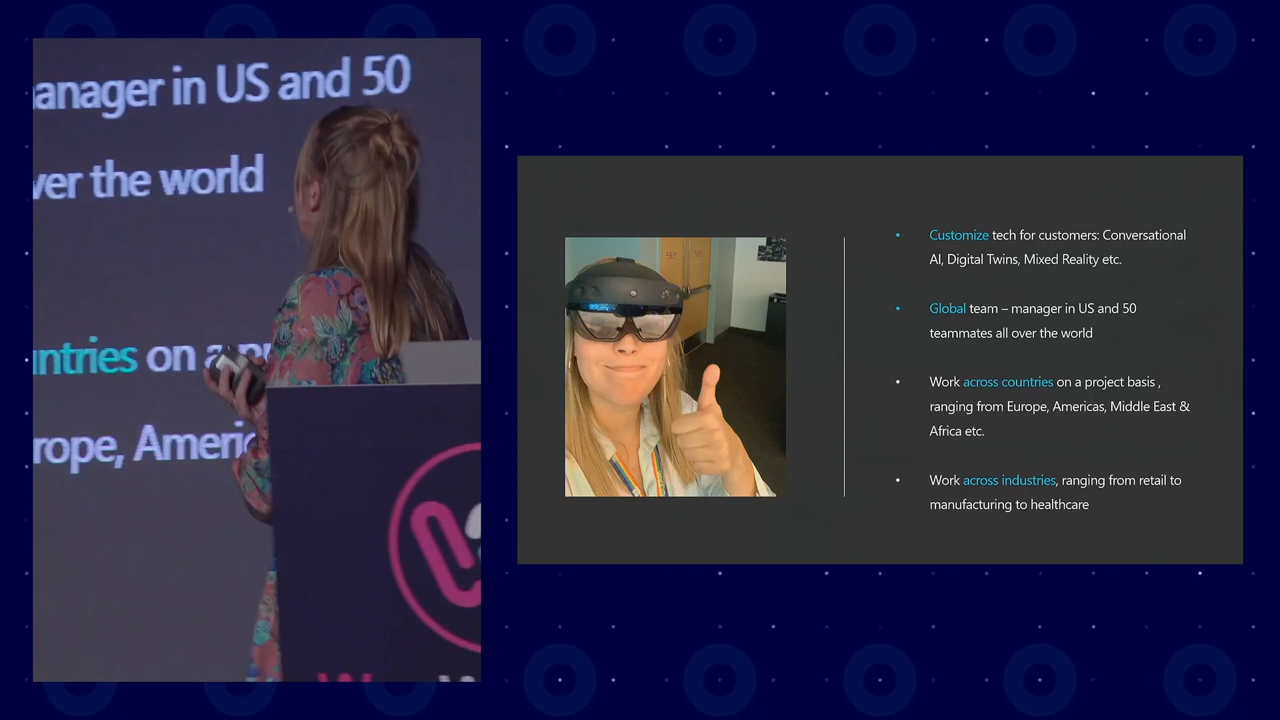 anager in US and 50
ver the world
untries on a
rope, Americ
Customize tech for customers: Conversational
AI, Digital Twins, Mixed Reality etc.
Global team – manager in US and 50
teammates all over the world
Work across countries on a project basis ,
ranging from Europe, Americas, Middle East &
Africa etc.
Work across industries, ranging from retail to
manufacturing to healthcare